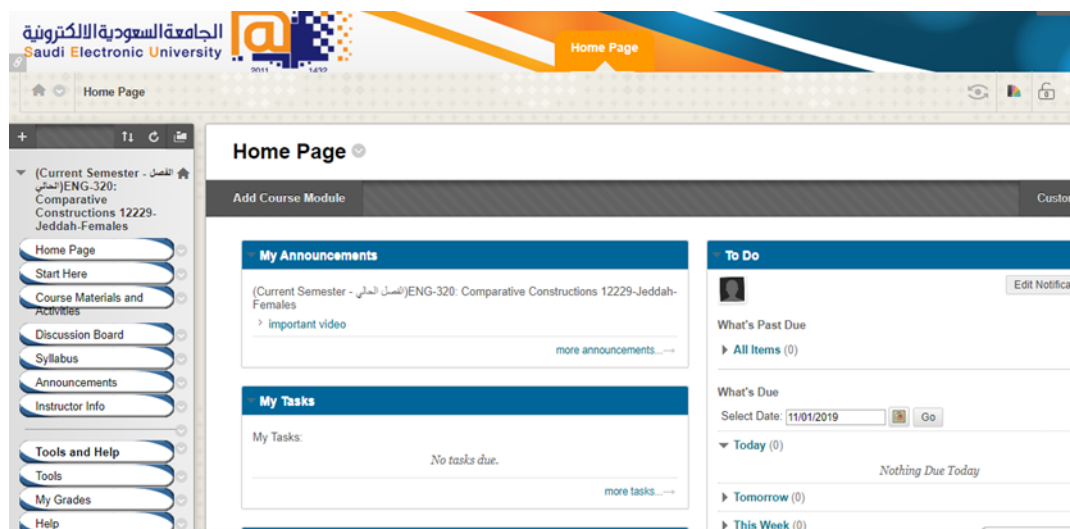 الجامعة السعودية الالكترونية
Saudi Electronic University
2011 1432
Home Page
Home Page
Home Page
Add Course Module
(Current Semester - الفصل
الحالي)ENG-320:
Comparative
Constructions 12229-
Jeddah-Females
Home Page
Start Here
Course Materials and
Activities
Discussion Board
Syllabus
Announcements
Instructor Info
Tools and Help
Tools
My Grades
Help
My Announcements
(Current Semester - الفصل الحالي)ENG-320: Comparative Constructions 12229-Jeddah-
Females
important video
more announcements...
My Tasks
My Tasks:
No tasks due.
more tasks...
To Do
What's Past Due
All Items (0)
What's Due
Select Date: 11/01/2019 Go
Today (0)
Nothing Due Today
Tomorrow (0)
This Week (0)